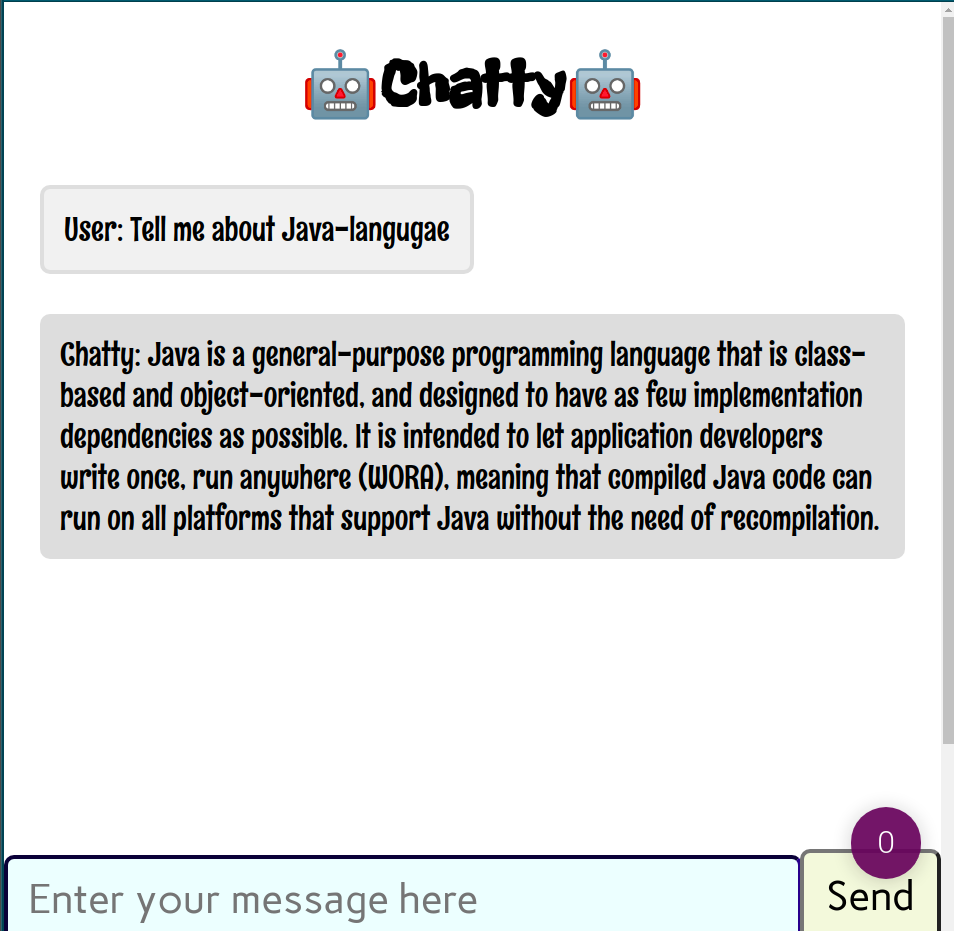 Chatty
User: Tell me about Java-langugae
Chatty: Java is a general-purpose programming language that is class-
based and object-oriented, and designed to have as few implementation
dependencies as possible. It is intended to let application developers
write once, run anywhere (WORA), meaning that compiled Java code can
run on all platforms that support Java without the need of recompilation.
0
Enter your message here
Send